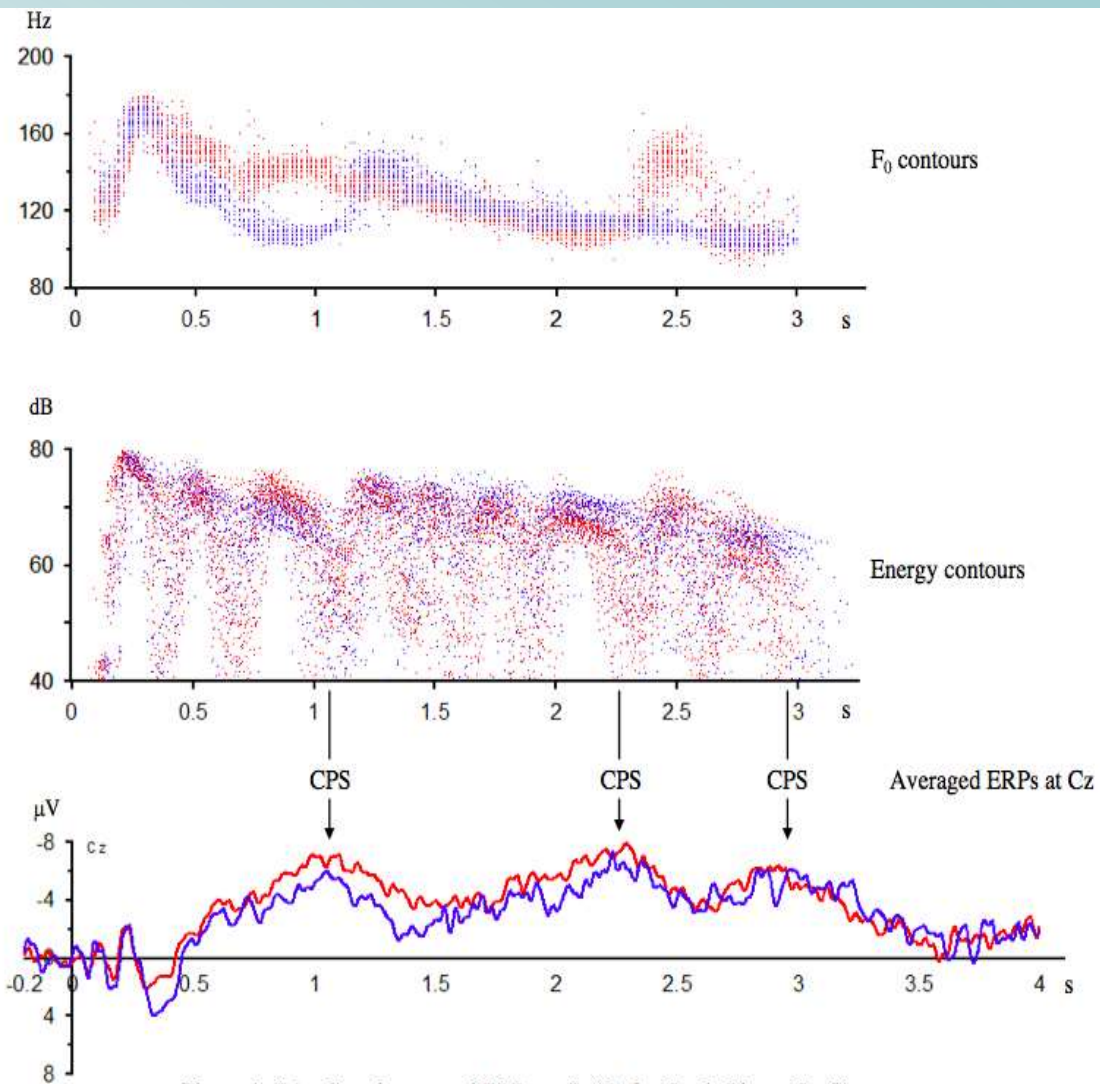 Hz
200
160
120
80
0 0.5 1 1.5 2 2.5 3 s
F0 contours
dB
80
60
40
0 0.5 1 1.5 2 2.5 3 s
Energy contours
CPS CPS CPS Averaged ERPs at Cz
µV
-8 Cz
-4
-0.2 0 0.5 1 1.5 2 2.5 3 3.5 4 s
4
8